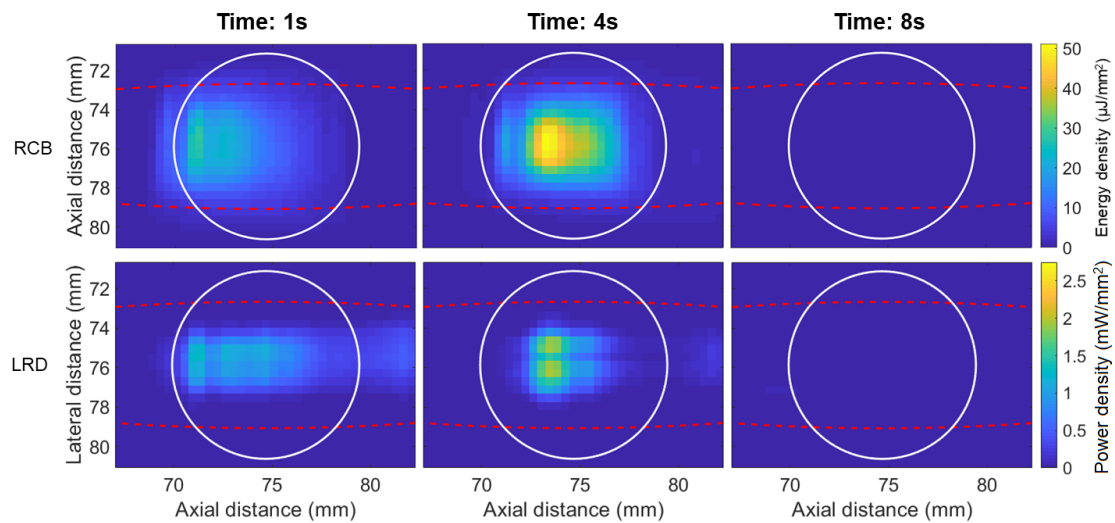 Time: 1s
Time: 4s
Time: 8s
RCB
Axial distance (mm)
72
74
76
78
80
50
40
30
20
10
0
Energy density (µJ/mm²)
LRD
Lateral distance (mm)
72
74
76
78
80
70
75
80
Axial distance (mm)
70
75
80
Axial distance (mm)
70
75
80
Axial distance (mm)
2.5
2
1.5
1
0.5
0
Power density (mW/mm²)